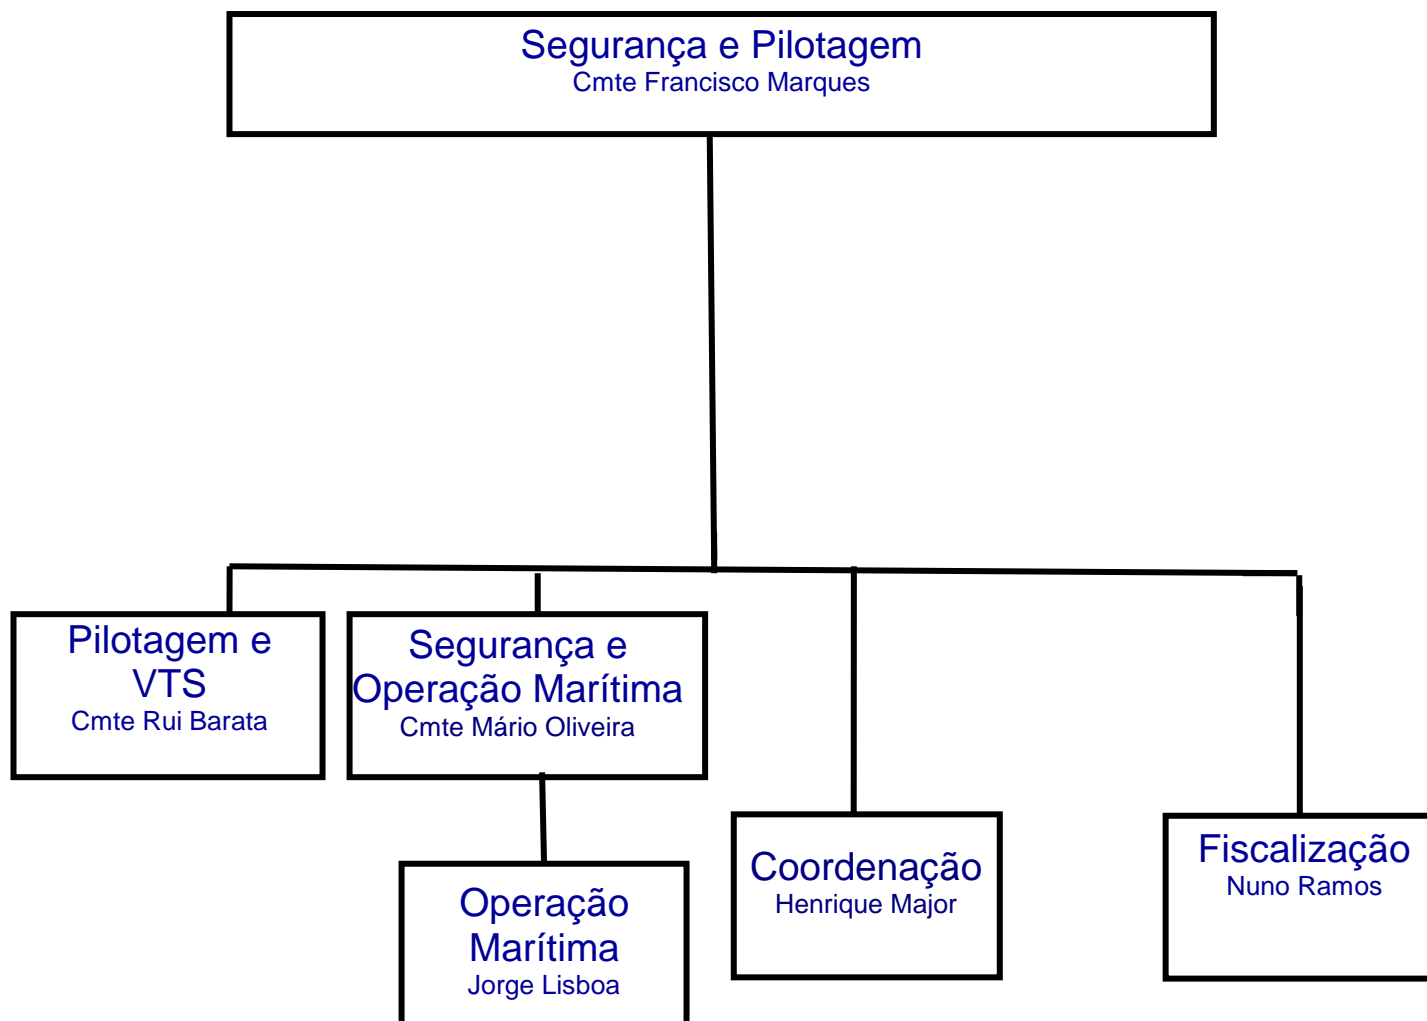 Segurança e Pilotagem
Cmte Francisco Marques
Pilotagem e
VTS
Cmte Rui Barata
Segurança e
Operação Marítima
Cmte Mário Oliveira
Operação
Marítima
Jorge Lisboa
Coordenação
Henrique Major
Fiscalização
Nuno Ramos